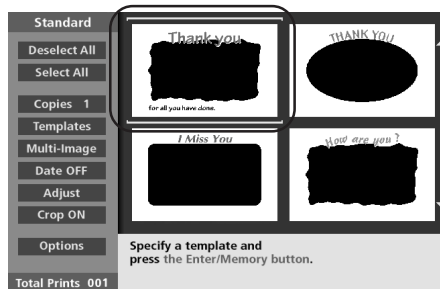 Standard
Deselect All
Select All
Copies 1
Templates
Multi-Image
Date OFF
Adjust
Crop ON
Options
Total Prints 001
Thank you
for all you have done.
THANK YOU
I Miss You
How are you ?
Specify a template and
press the Enter/Memory button.